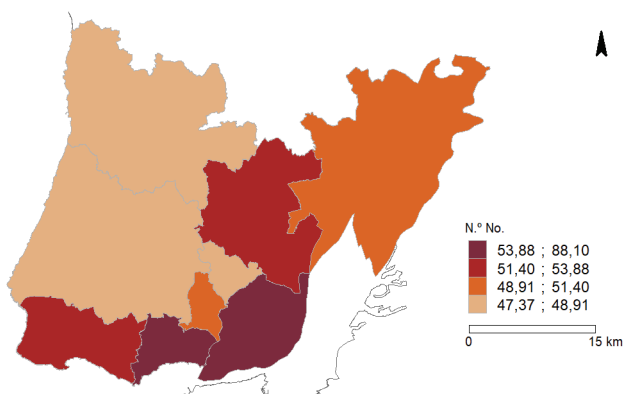 N.º No.
53,88 ; 88,10
51,40 ; 53,88
48,91 ; 51,40
47,37 ; 48,91
0 15 km